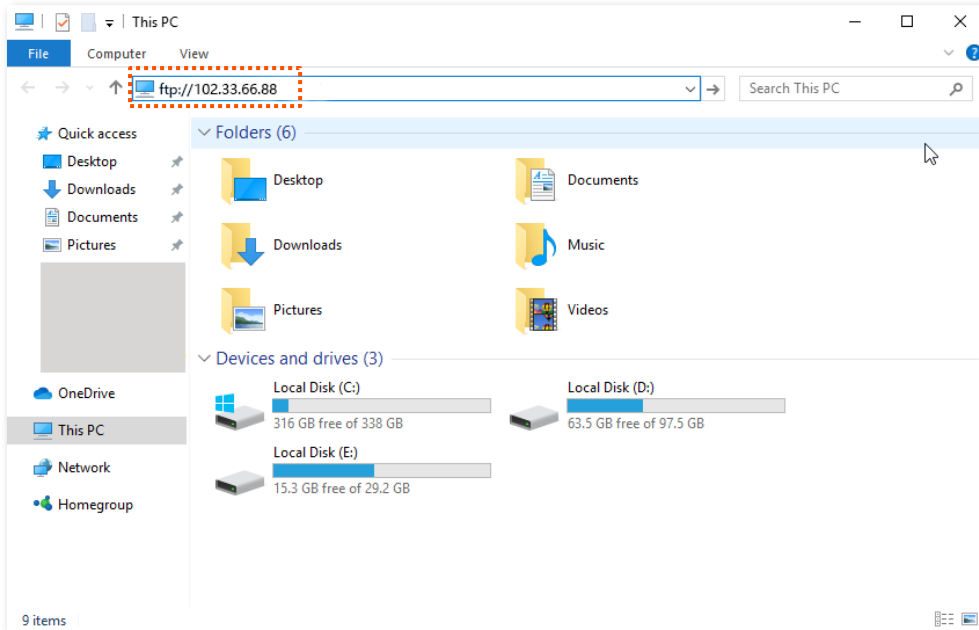 This PC
File Computer View
ftp://102.33.66.88
Search This PC
Quick access
Desktop
Downloads
Documents
Pictures
OneDrive
This PC
Network
Homegroup
Folders (6)
Desktop
Documents
Downloads
Music
Pictures
Videos
Devices and drives (3)
Local Disk (C:)
316 GB free of 338 GB
Local Disk (D:)
63.5 GB free of 97.5 GB
Local Disk (E:)
15.3 GB free of 29.2 GB
9 items